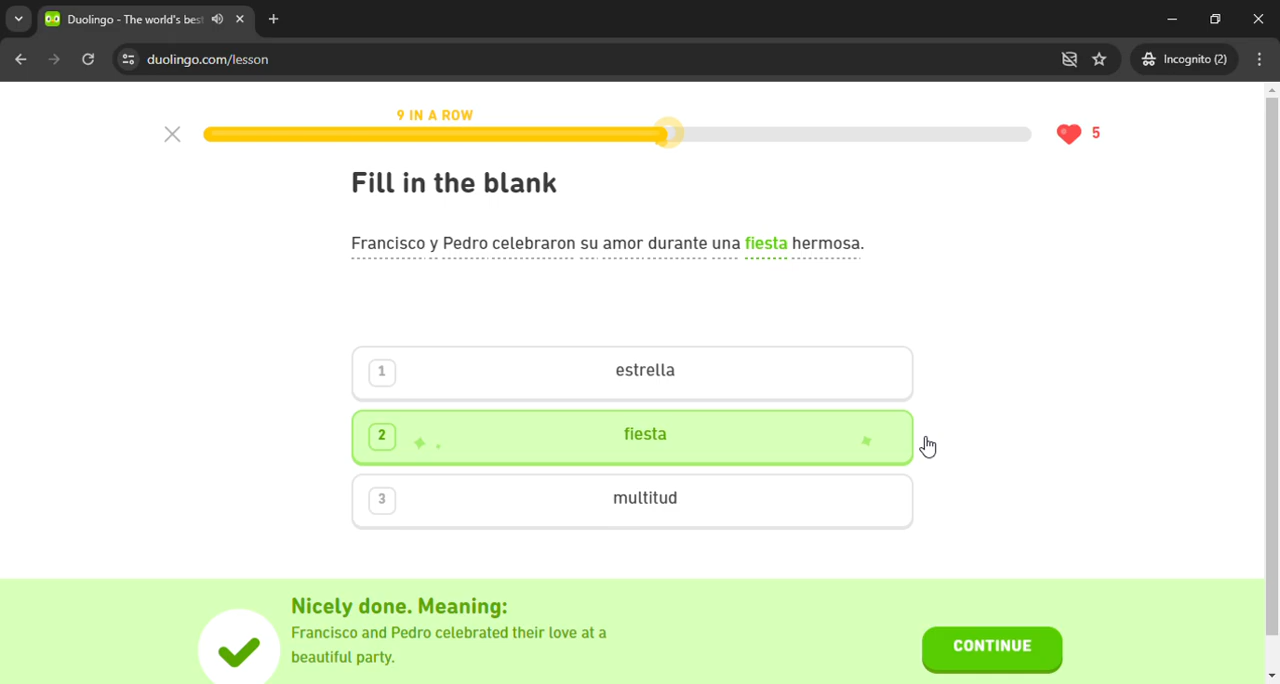 Duolingo - The world's bes
duolingo.com/lesson
Incognito (2)
9 IN A ROW
5
Fill in the blank
Francisco y Pedro celebraron su amor durante una fiesta hermosa.
1 estrella
2 fiesta
3 multitud
Nicely done. Meaning:
Francisco and Pedro celebrated their love at a
beautiful party.
CONTINUE